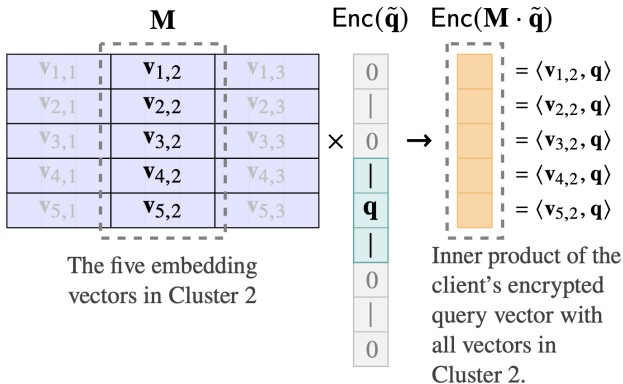 M Enc(q̃) Enc(M · q̃)
v1,1 v1,2 v1,3 0 = ⟨v1,2, q⟩
v2,1 v2,2 v2,3 | = ⟨v2,2, q⟩
v3,1 v3,2 v3,3 × 0 → = ⟨v3,2, q⟩
v4,1 v4,2 v4,3 | = ⟨v4,2, q⟩
v5,1 v5,2 v5,3 q = ⟨v5,2, q⟩
|
0
|
0
The five embedding
vectors in Cluster 2
Inner product of the
client's encrypted
query vector with
all vectors in
Cluster 2.